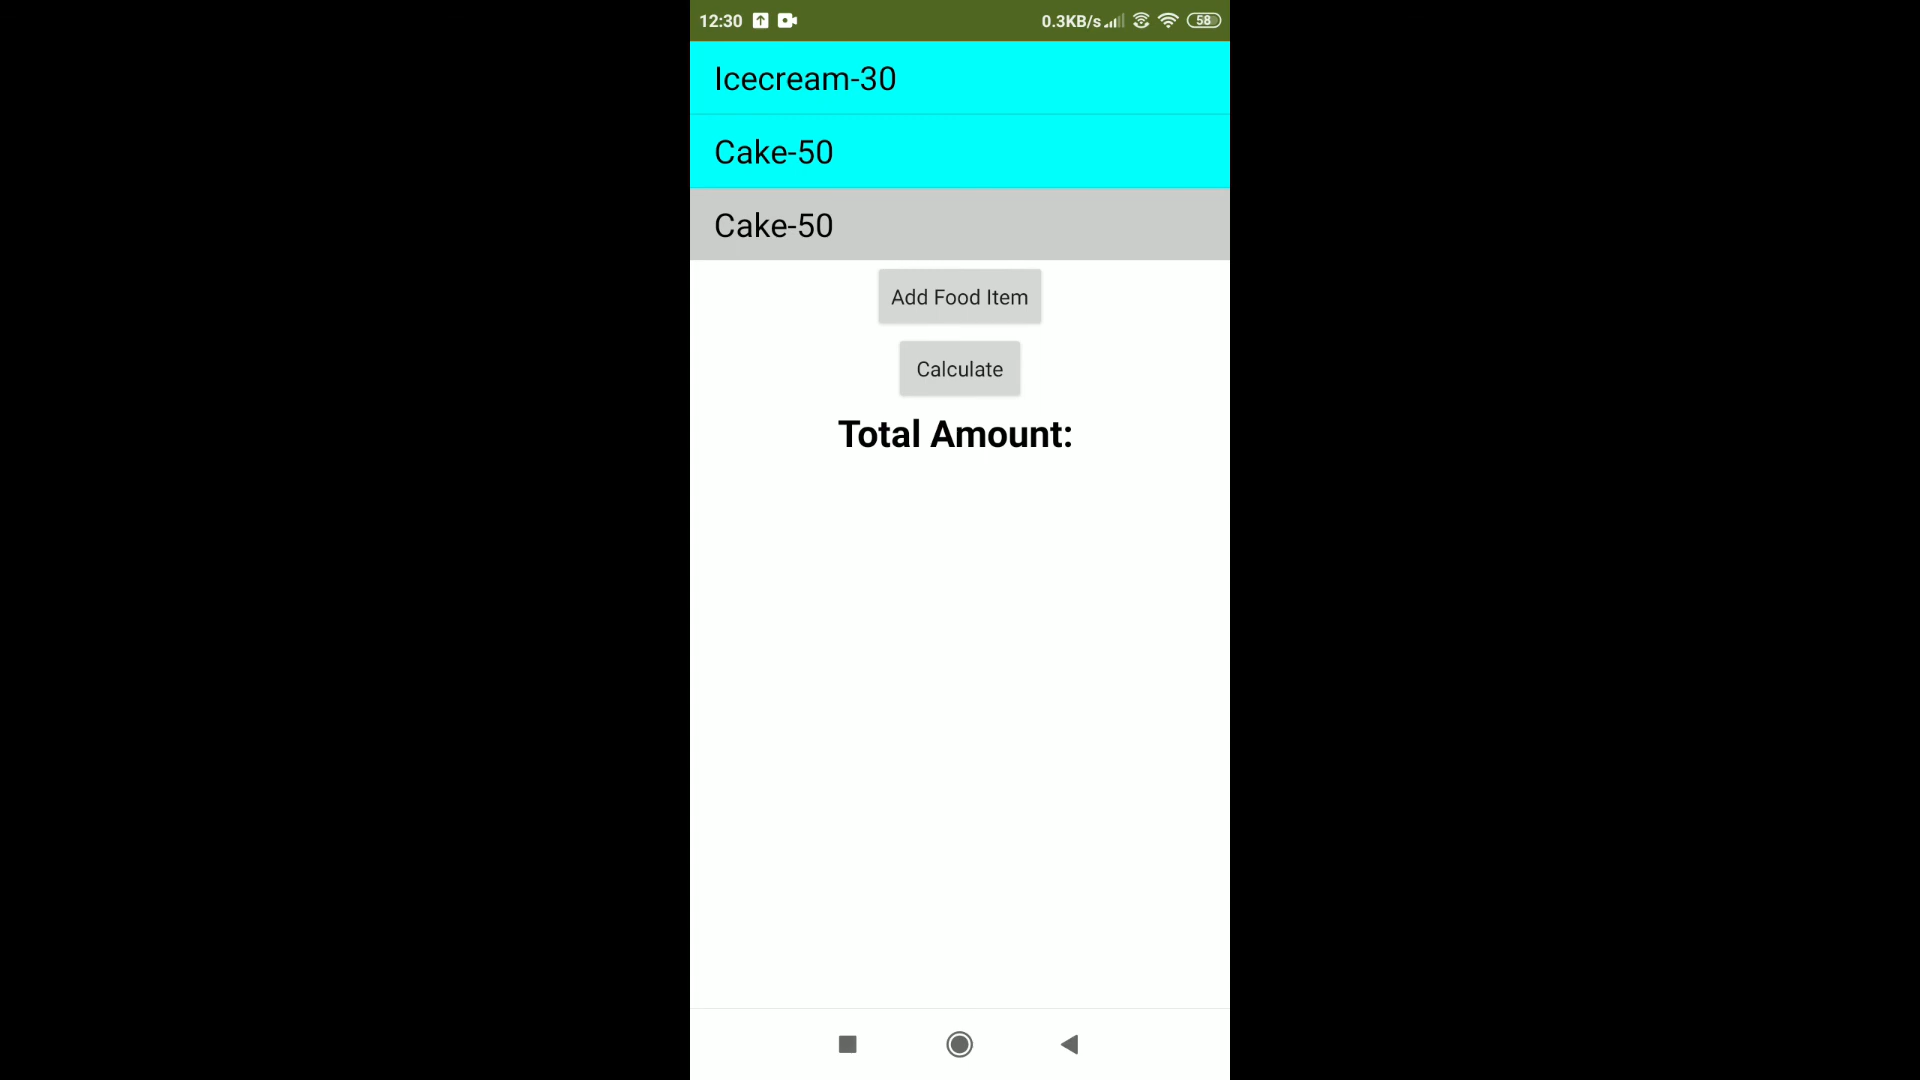 12:30 0.3KB/s 58
Icecream-30
Cake-50
Cake-50
Add Food Item
Calculate
Total Amount: